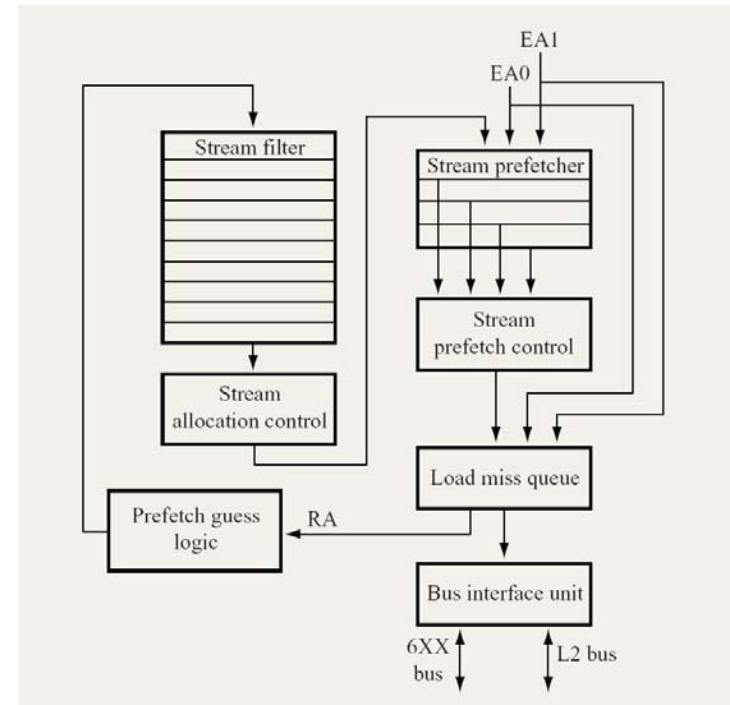 EA1
EA0
Stream filter
Stream prefetcher
Stream
prefetch control
Stream
allocation control
Load miss queue
Prefetch guess
logic
RA
Bus interface unit
6XX
bus
L2 bus